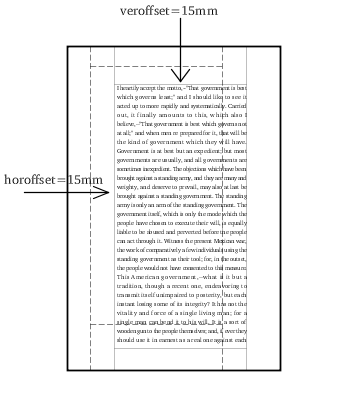 veroffset=15mm
I heartily accept the motto,–"That government is best
which governs least;" and I should like to see it
acted up to more rapidly and systematically. Carried
out, it finally amounts to this, which also I
believe,–"That government is best which governs not
at all;" and when men are prepared for it, that will be
the kind of government which they will have.
Government is at best but an expedient; but most
governments are usually, and all governments are
sometimes inexpedient. The objections which have been
brought against a standing army, and they are many and
weighty, and deserve to prevail, may also at last be
horoffset=15mm
brought against a standing government. The standing
army is only an arm of the standing government. The
government itself, which is only the mode which the
people have chosen to execute their will, is equally
liable to be abused and perverted before the people
can act through it. Witness the present Mexican war,
the work of comparatively a few individuals using the
standing government as their tool; for, in the outset,
the people would not have consented to this measure.
This American government,–what is it but a
tradition, though a recent one, endeavoring to
transmit itself unimpaired to posterity, but each
instant losing some of its integrity? It has not the
vitality and force of a single living man; for a
single man can bend it to his will. It is a sort of
wooden gun to the people themselves; and, if ever they
should use it in earnest as a real one against each